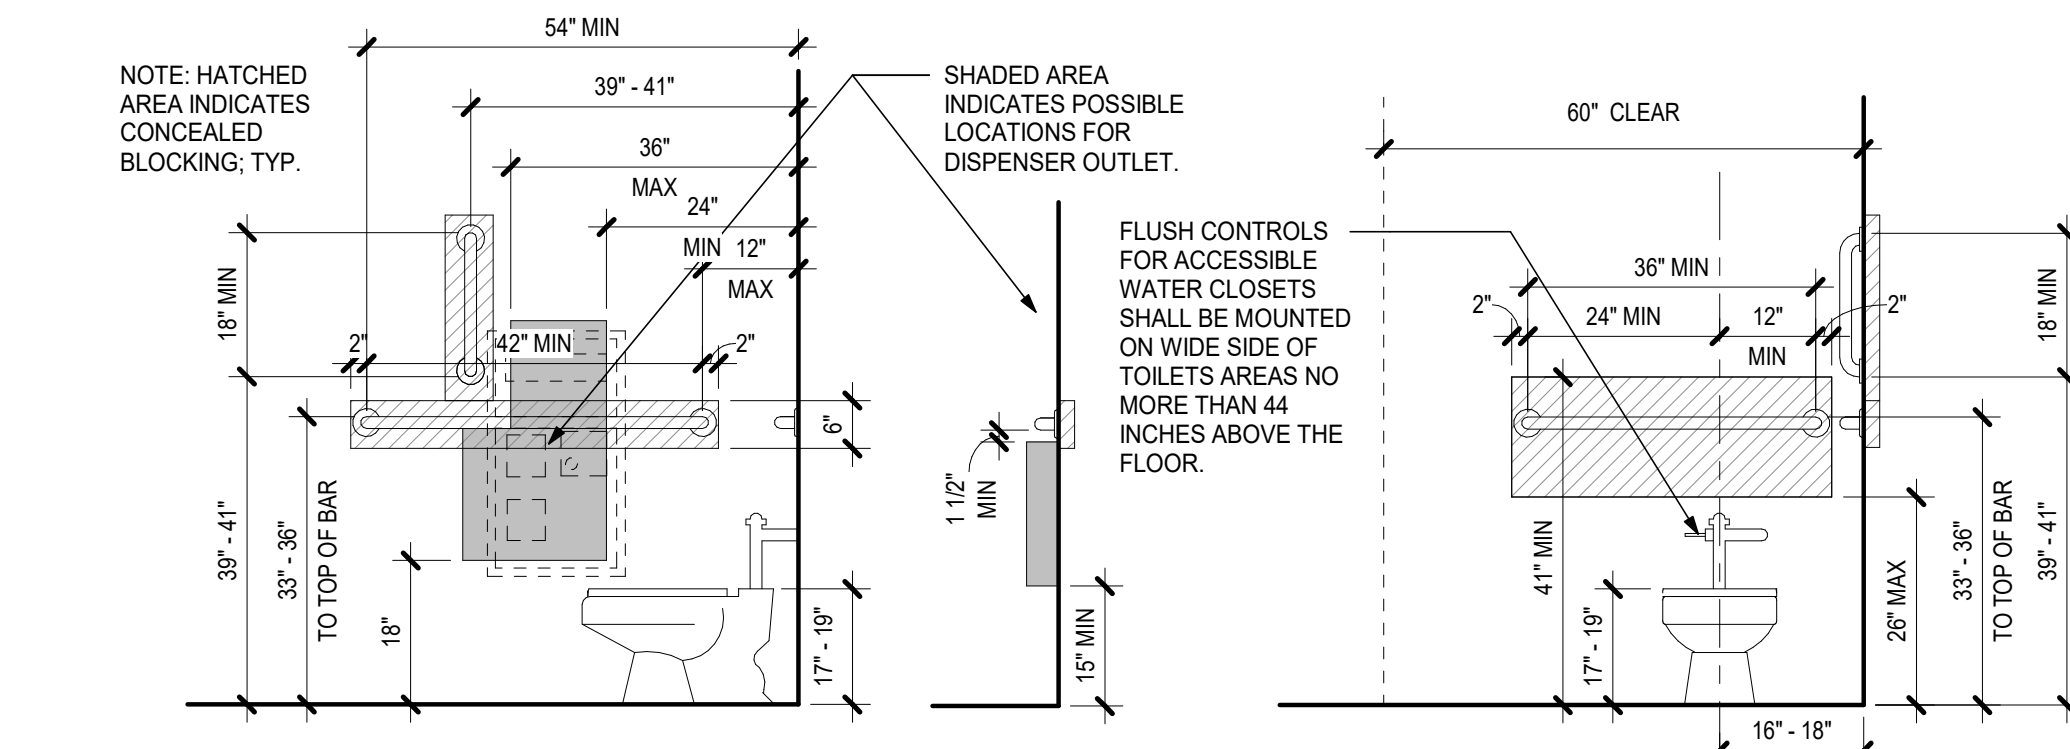 54" MIN
NOTE: HATCHED
AREA INDICATES
CONCEALED
BLOCKING; TYP.
39" - 41"
36"
MAX
24"
MIN
12"
MAX
18" MIN
2"
42" MIN
2"
6"
39" - 41"
33" - 36"
TO TOP OF BAR
18"
17" - 19"
SHADED AREA
INDICATES POSSIBLE
LOCATIONS FOR
DISPENSER OUTLET.
1 1/2"
MIN
15" MIN
FLUSH CONTROLS
FOR ACCESSIBLE
WATER CLOSETS
SHALL BE MOUNTED
ON WIDE SIDE OF
TOILETS AREAS NO
MORE THAN 44
INCHES ABOVE THE
FLOOR.
60" CLEAR
36" MIN
2"
24" MIN
12"
MIN
2"
18" MIN
41" MIN
17" - 19"
26" MAX
33" - 36"
TO TOP OF BAR
39" - 41"
16" - 18"